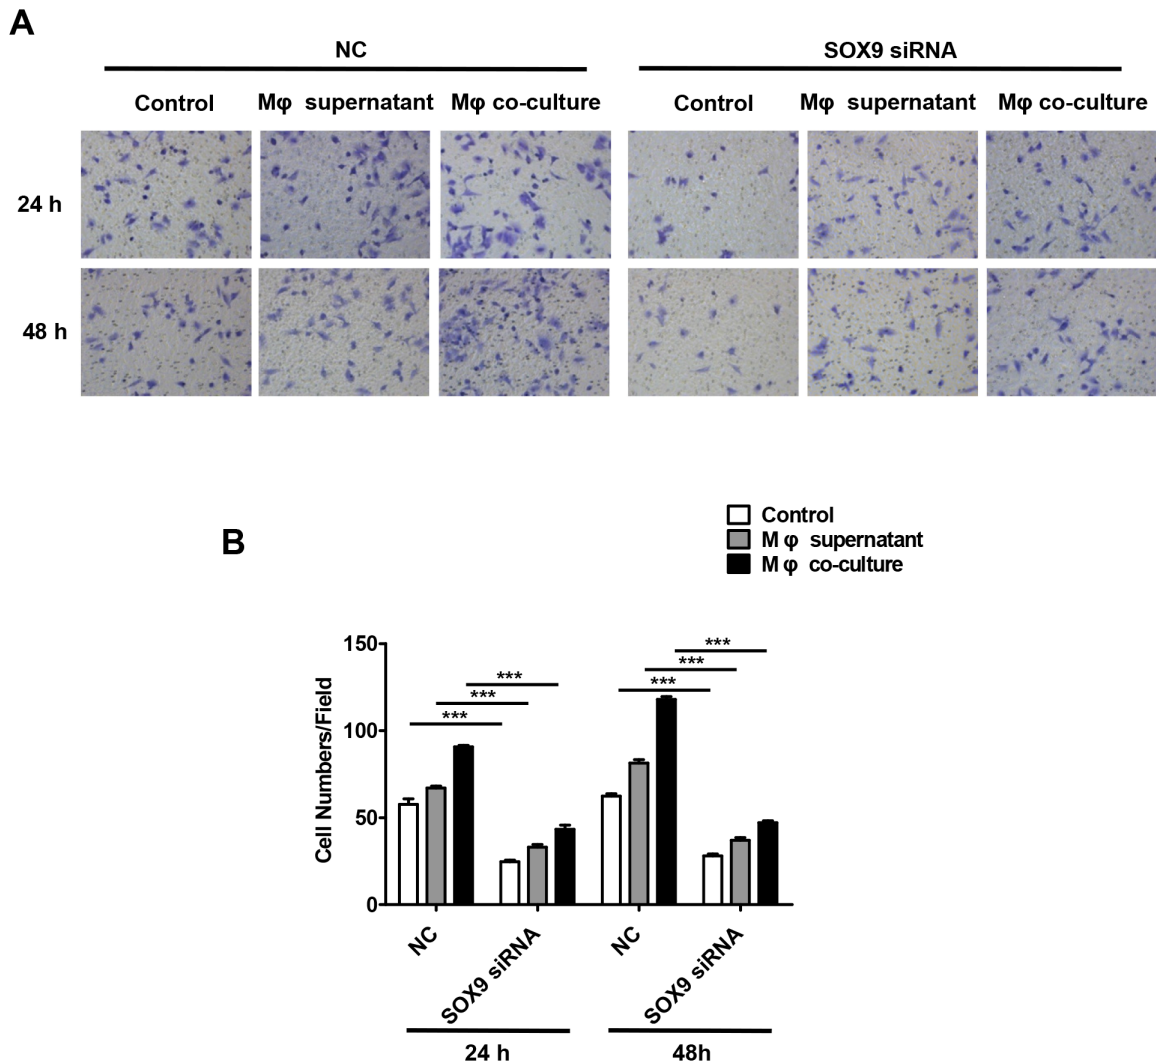 A
NC SOX9 siRNA
Control Mφ supernatant Mφ co-culture Control Mφ supernatant Mφ co-culture
24 h
48 h
B
Control
M φ supernatant
M φ co-culture
Cell Numbers/Field
150
100
50
0
*** *** *** *** *** ***
NC SOX9 siRNA NC SOX9 siRNA
24 h 48h